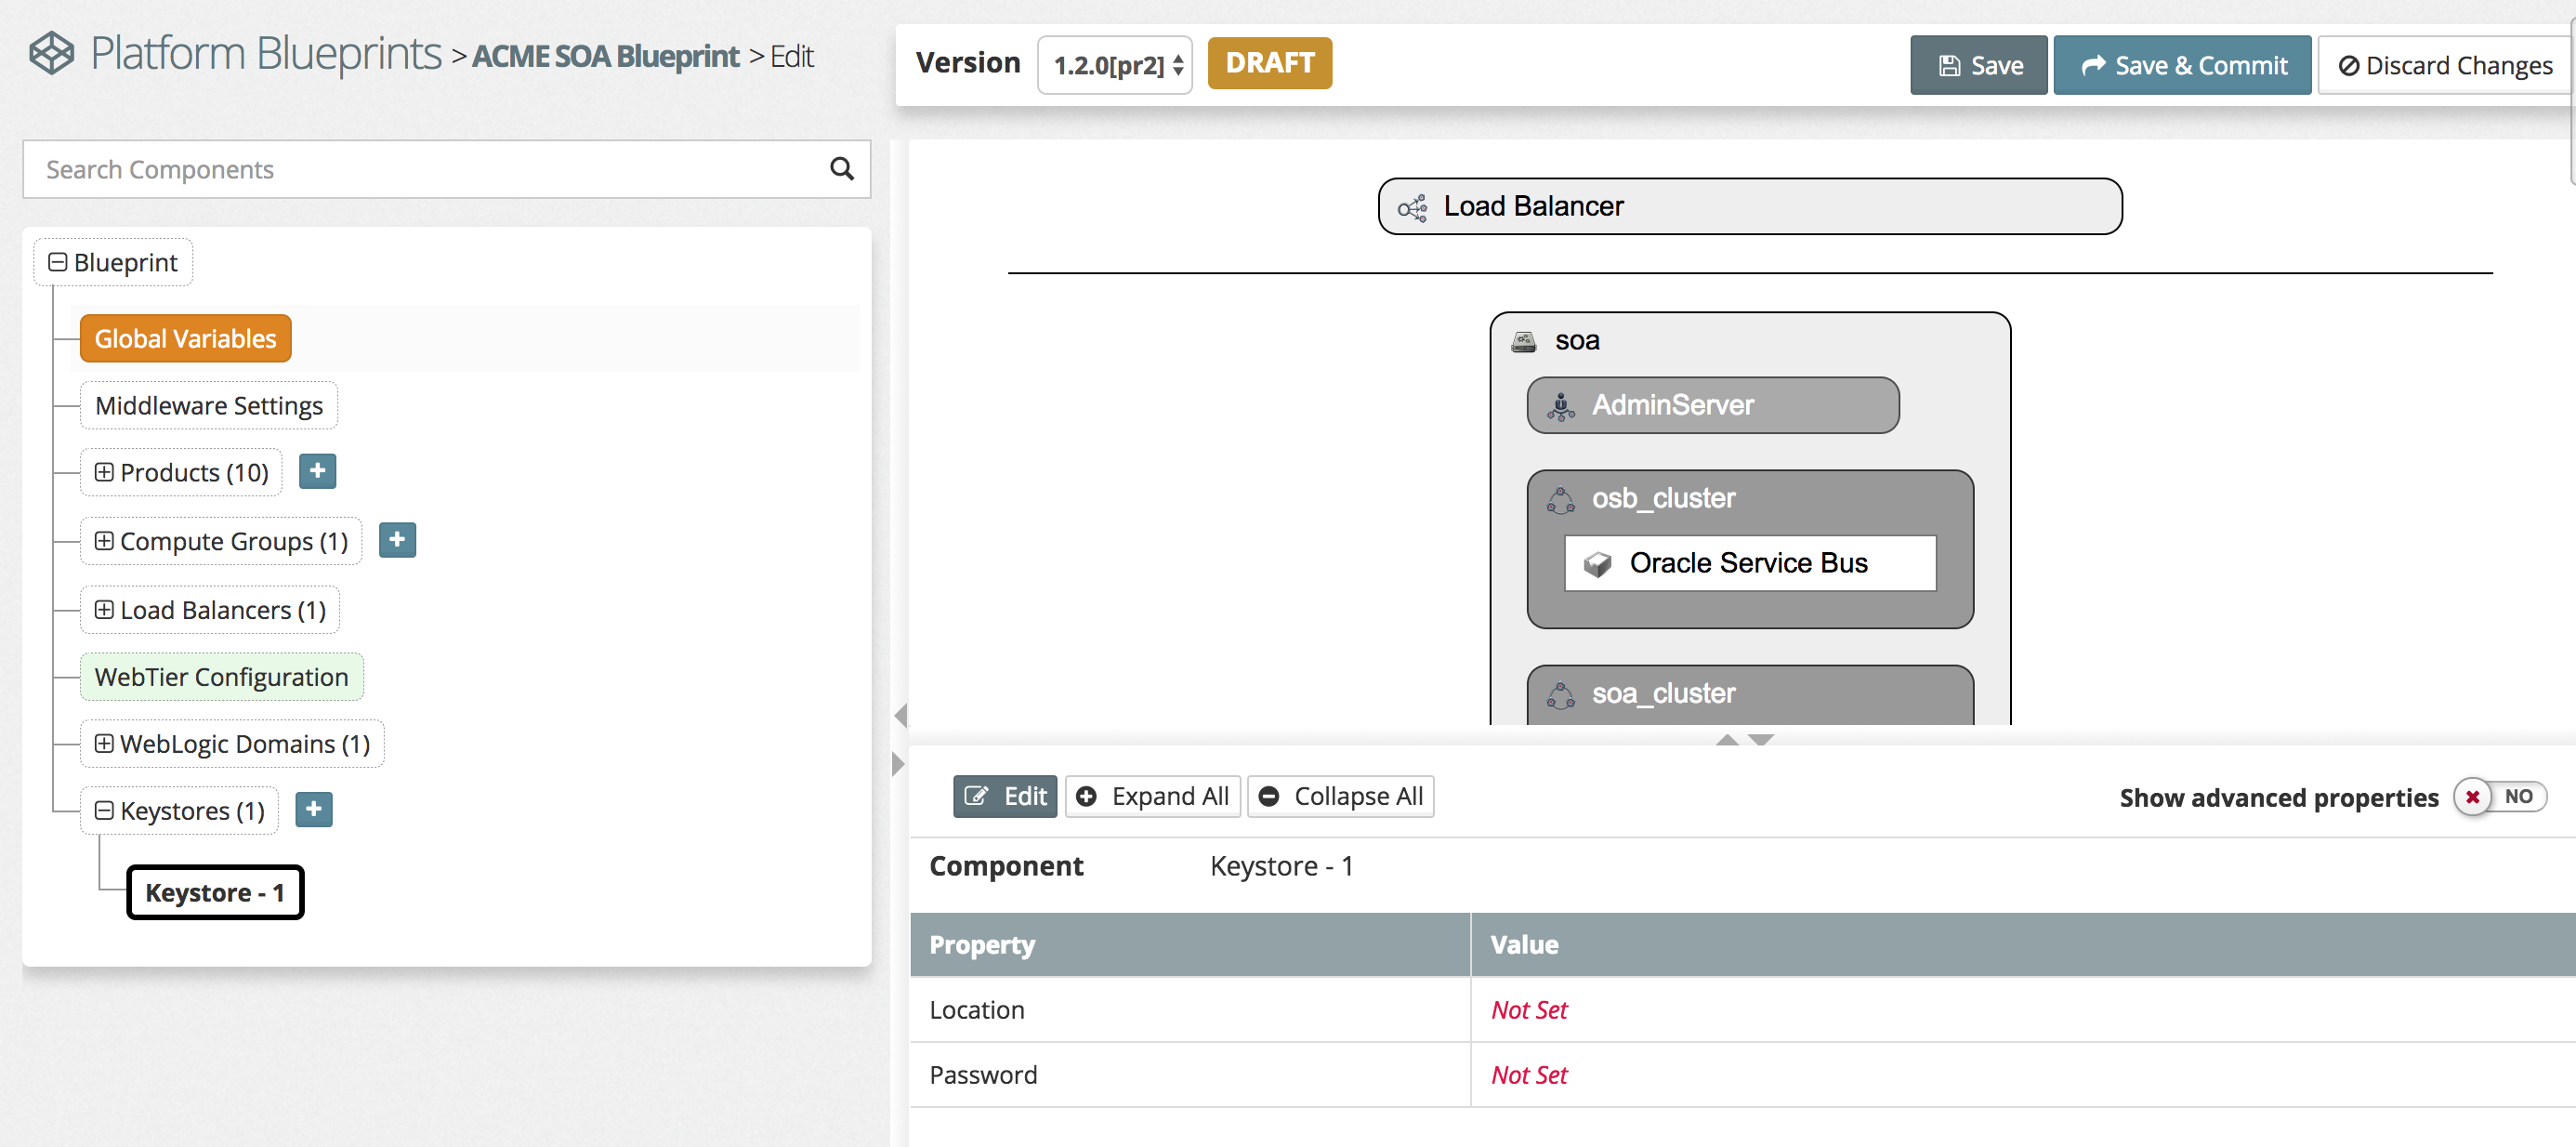 Platform Blueprints > ACME SOA Blueprint > Edit
Version 1.2.0[pr2] DRAFT Save Save & Commit Discard Changes
Search Components
Blueprint
Global Variables
Middleware Settings
Products (10)
Compute Groups (1)
Load Balancers (1)
WebTier Configuration
WebLogic Domains (1)
Keystores (1)
Keystore - 1
Load Balancer
soa
AdminServer
osb_cluster
Oracle Service Bus
soa_cluster
Edit Expand All Collapse All Show advanced properties NO
Component Keystore - 1
Property Value
Location Not Set
Password Not Set